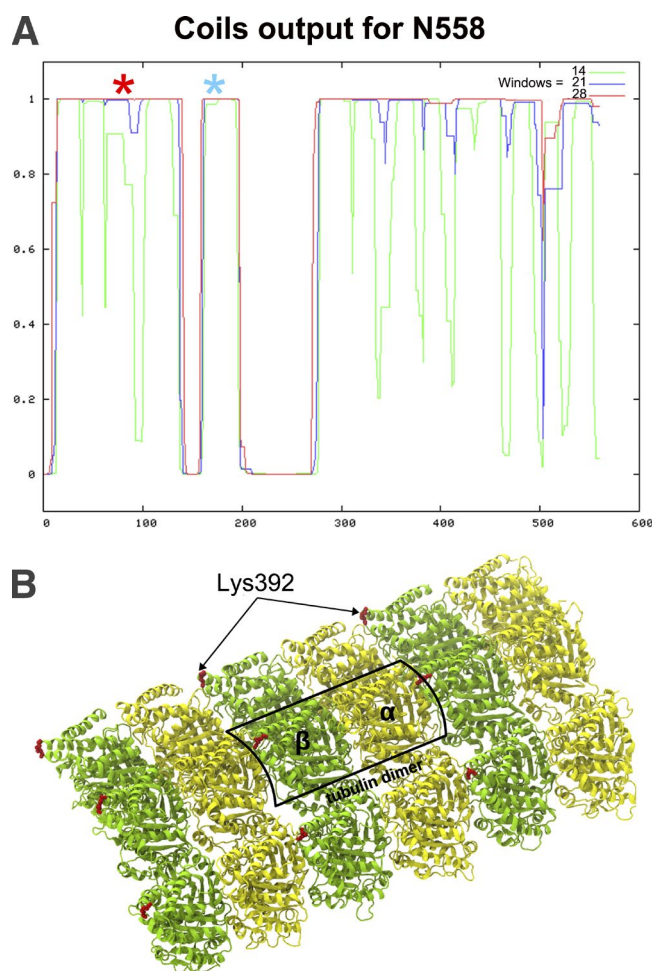 A
Coils output for N558
14
Windows = 21
28
1
0.8
0.6
0.4
0.2
0
0 100 200 300 400 500 600
B
Lys392
α
β
tubulin dimer